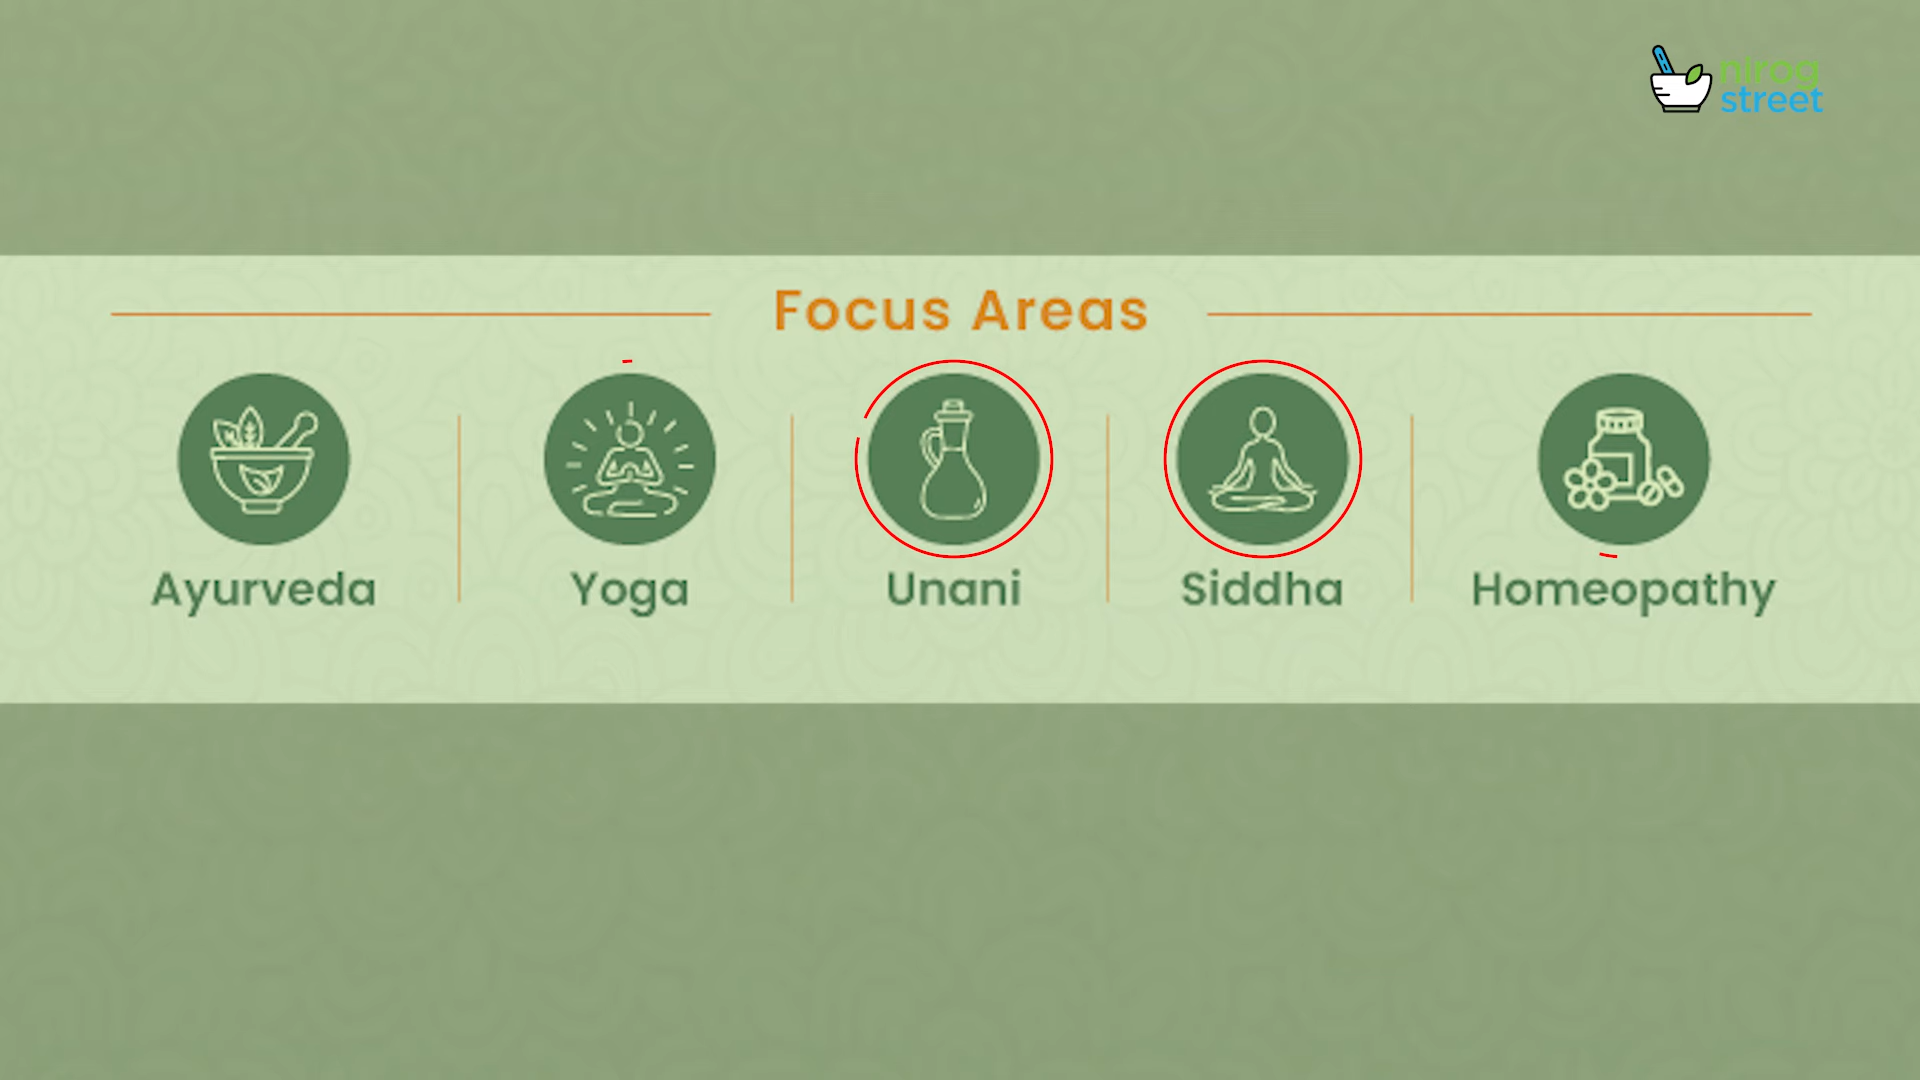 nirog
street
Focus Areas
Ayurveda
Yoga
Unani
Siddha
Homeopathy